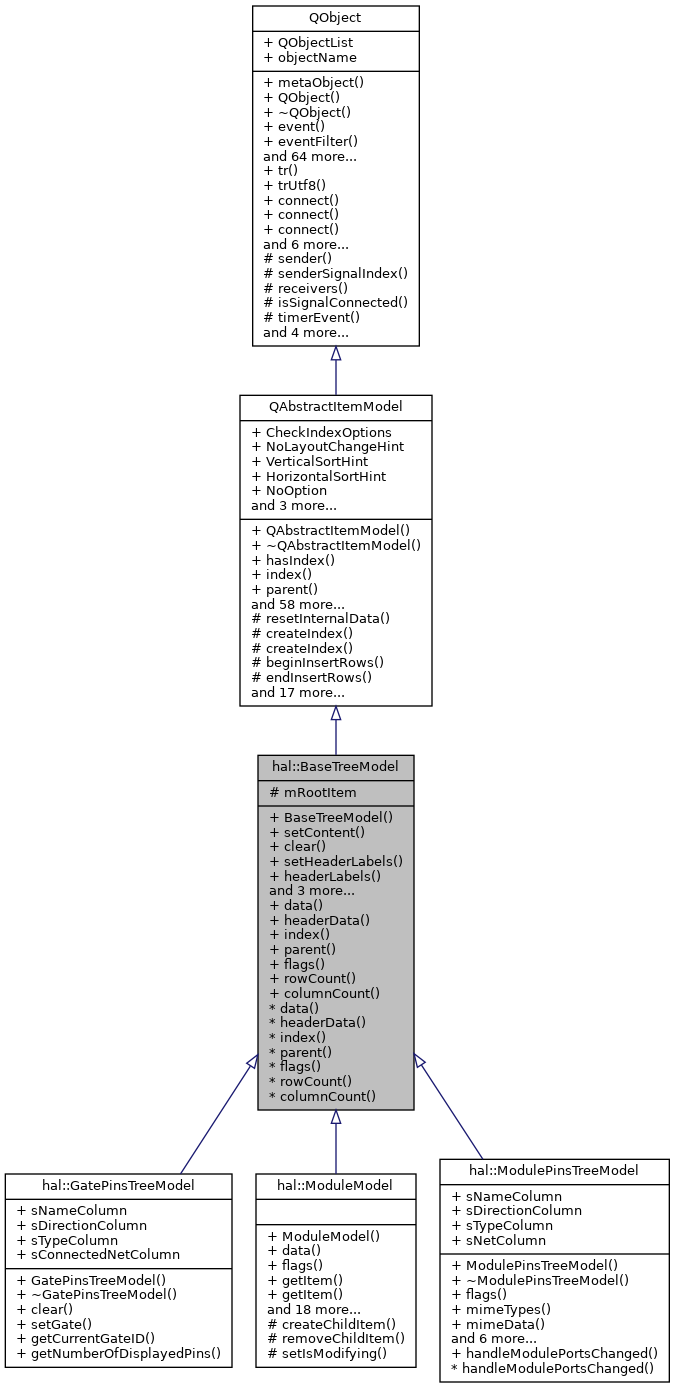 QObject
+ QObjectList
+ objectName
+ metaObject()
+ QObject()
+ ~QObject()
+ event()
+ eventFilter()
and 64 more...
+ tr()
+ trUtf8()
+ connect()
+ connect()
+ connect()
and 6 more...
# sender()
# senderSignalIndex()
# receivers()
# isSignalConnected()
# timerEvent()
and 4 more...
QAbstractItemModel
+ CheckIndexOptions
+ NoLayoutChangeHint
+ VerticalSortHint
+ HorizontalSortHint
+ NoOption
and 3 more...
+ QAbstractItemModel()
+ ~QAbstractItemModel()
+ hasIndex()
+ index()
+ parent()
and 58 more...
# resetInternalData()
# createIndex()
# createIndex()
# beginInsertRows()
# endInsertRows()
and 17 more...
hal::BaseTreeModel
# mRootItem
+ BaseTreeModel()
+ setContent()
+ clear()
+ setHeaderLabels()
+ headerLabels()
and 3 more...
+ data()
+ headerData()
+ index()
+ parent()
+ flags()
+ rowCount()
+ columnCount()
* data()
* headerData()
* index()
* parent()
* flags()
* rowCount()
* columnCount()
hal::GatePinsTreeModel
+ sNameColumn
+ sDirectionColumn
+ sTypeColumn
+ sConnectedNetColumn
+ GatePinsTreeModel()
+ ~GatePinsTreeModel()
+ clear()
+ setGate()
+ getCurrentGateID()
+ getNumberOfDisplayedPins()
hal::ModuleModel
+ ModuleModel()
+ data()
+ flags()
+ getItem()
+ getItem()
and 18 more...
# createChildItem()
# removeChildItem()
# setIsModifying()
hal::ModulePinsTreeModel
+ sNameColumn
+ sDirectionColumn
+ sTypeColumn
+ sNetColumn
+ ModulePinsTreeModel()
+ ~ModulePinsTreeModel()
+ flags()
+ mimeTypes()
+ mimeData()
and 6 more...
+ handleModulePortsChanged()
* handleModulePortsChanged()